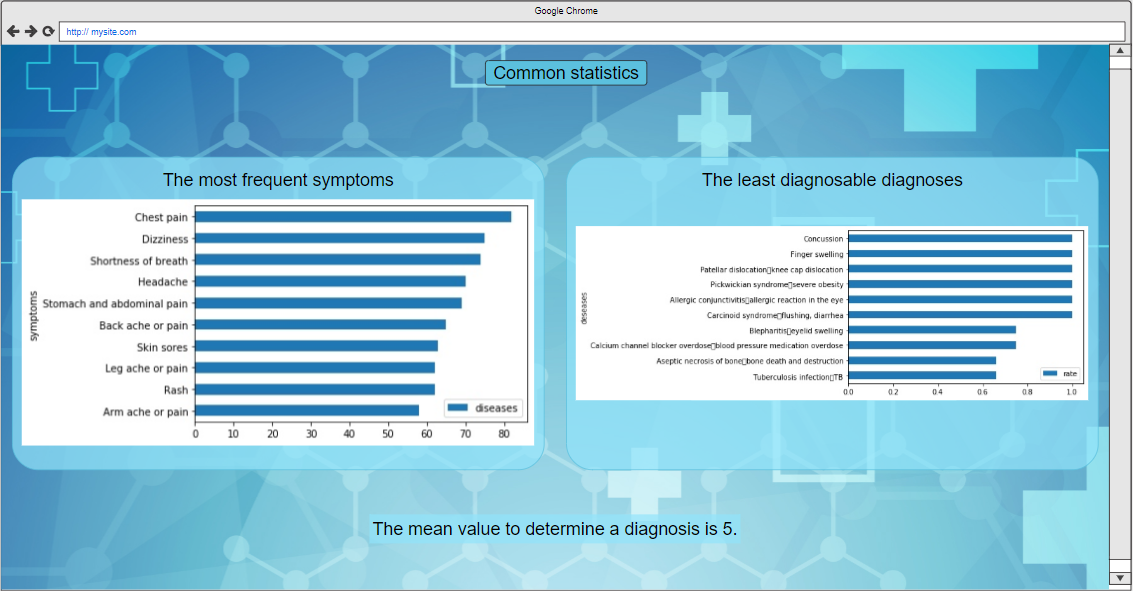 Google Chrome
http:// mysite.com
Common statistics
The most frequent symptoms
symptoms
Chest pain
Dizziness
Shortness of breath
Headache
Stomach and abdominal pain
Back ache or pain
Skin sores
Leg ache or pain
Rash
Arm ache or pain
diseases
0 10 20 30 40 50 60 70 80
The least diagnosable diagnoses
deseases
Concussion
Finger swelling
Patellar dislocation▯knee cap dislocation
Pickwickian syndrome▯severe obesity
Allergic conjunctivitis▯allergic reaction in the eye
Carcinoid syndrome▯flushing, diarrhea
Blepharitis▯eyelid swelling
Calcium channel blocker overdose▯blood pressure medication overdose
Aseptic necrosis of bone▯bone death and destruction
Tuberculosis infection▯TB
rate
0.0 0.2 0.4 0.6 0.8 1.0
The mean value to determine a diagnosis is 5.